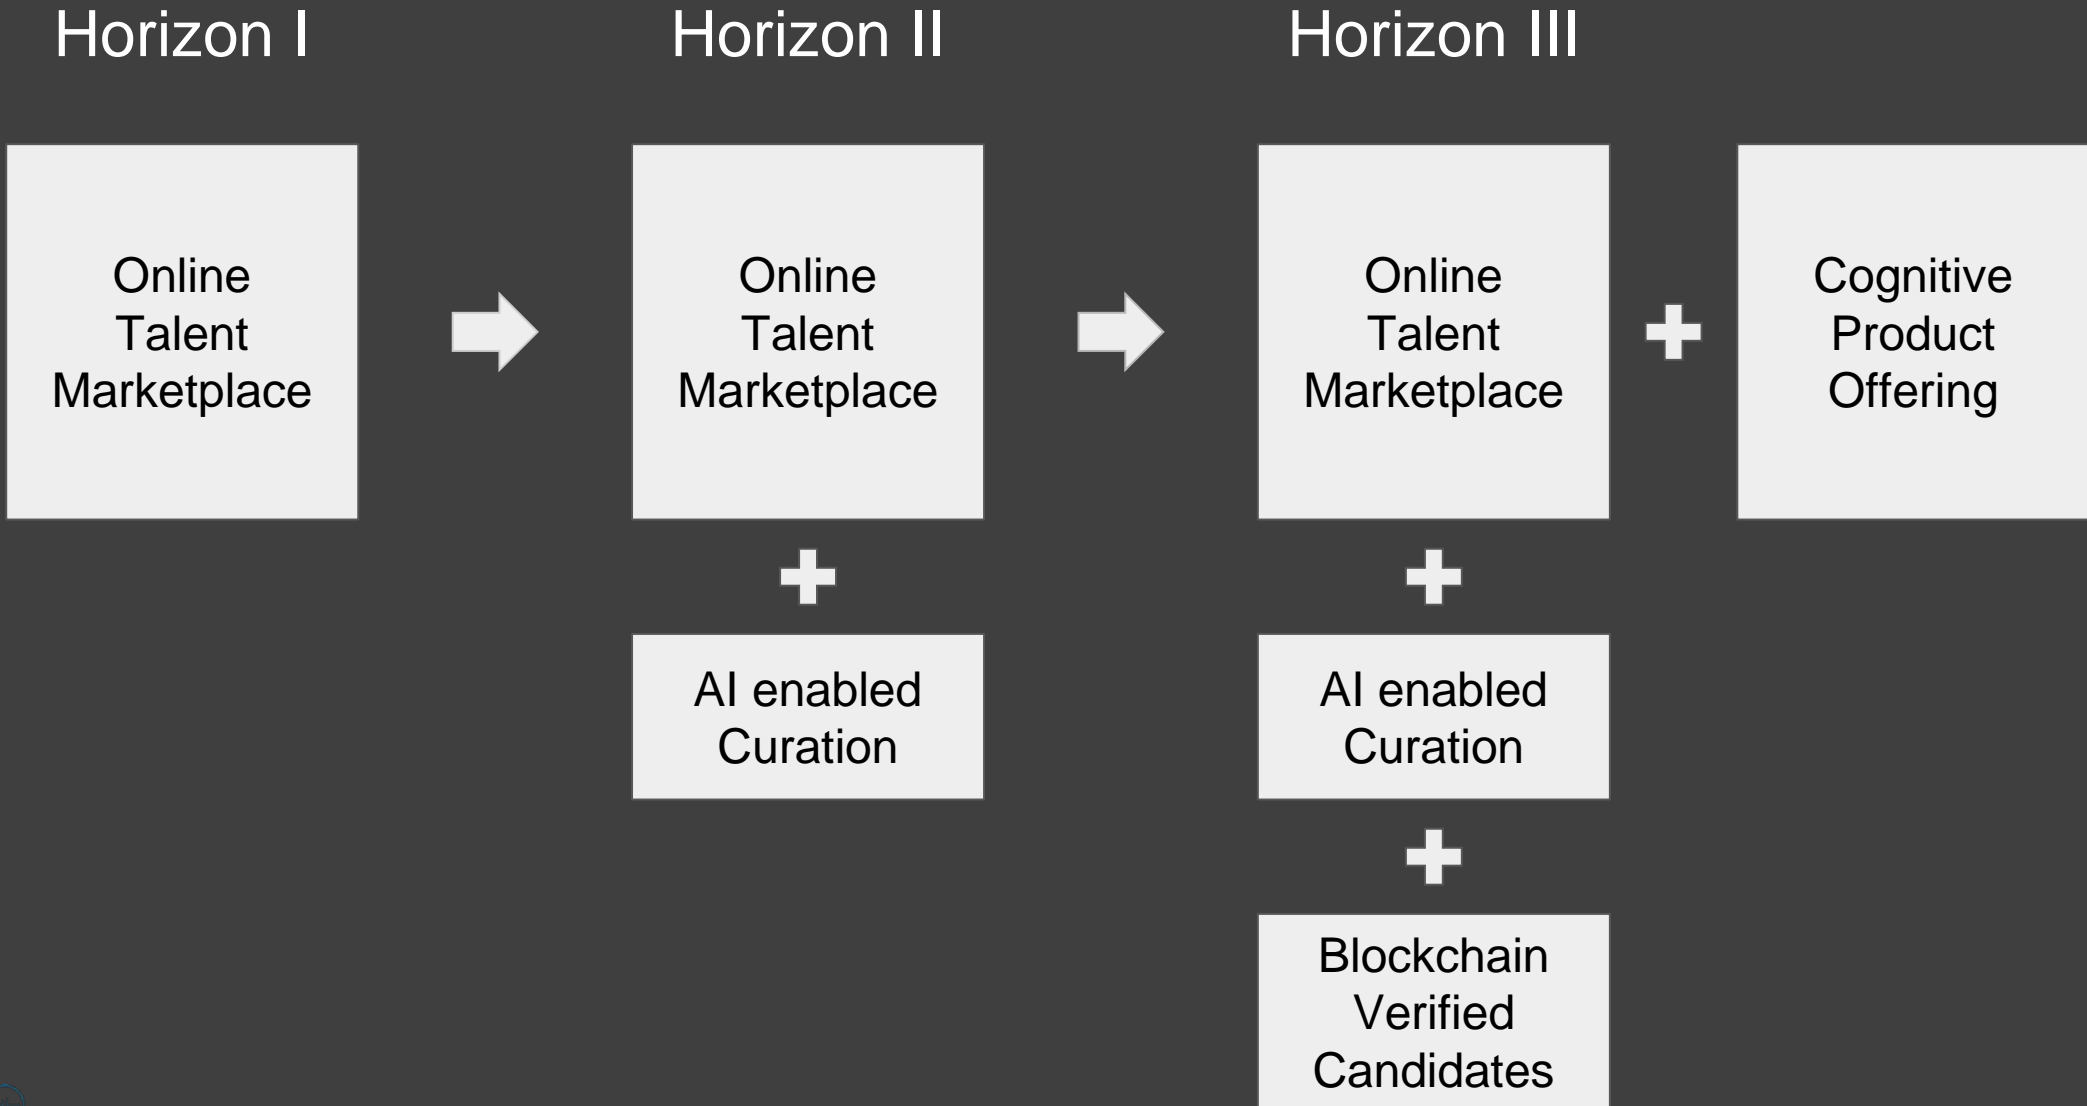 Horizon I
Horizon II
Horizon III
Online
Talent
Marketplace
Online
Talent
Marketplace
Online
Talent
Marketplace
Cognitive
Product
Offering
AI enabled
Curation
AI enabled
Curation
Blockchain
Verified
Candidates